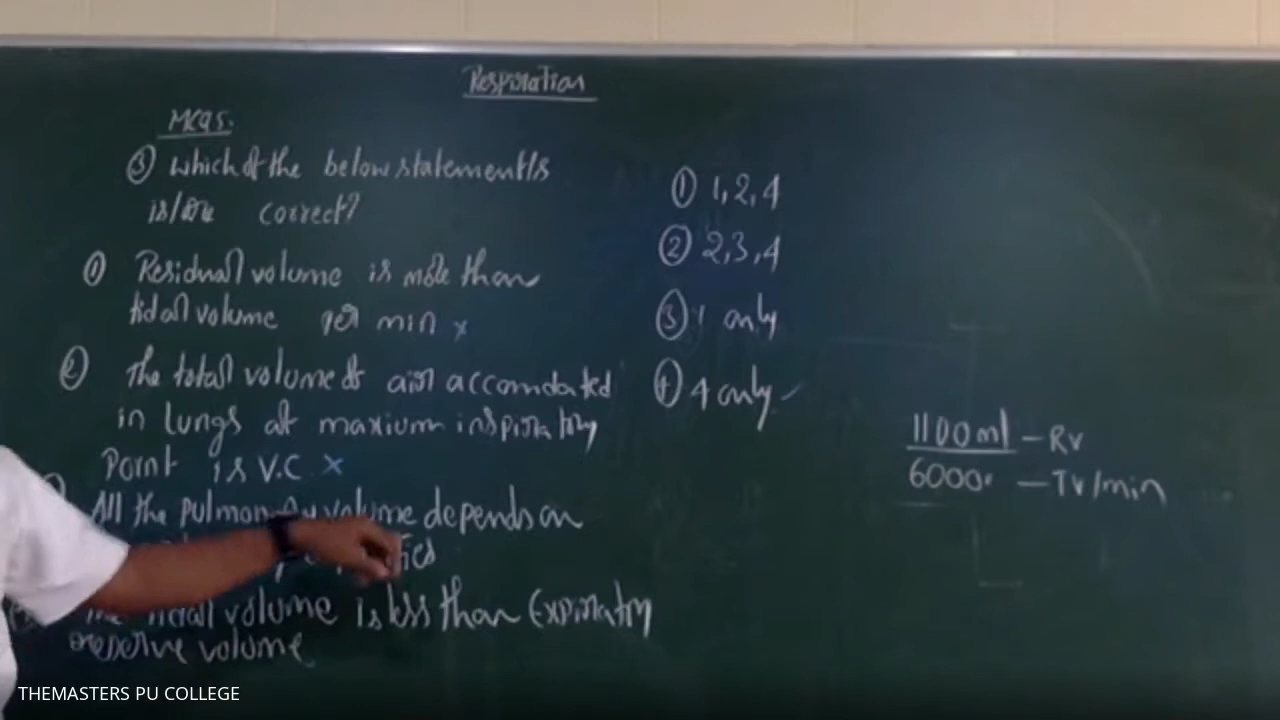 Respiration
MCQs.
③ which of the below statement/s
is/are correct?
① Residual volume is more than
tidal volume per min x
② The total volume of air accomdated
in lungs at maxium inspiratory
Point is V.C x
All the Pulmonary volume depends on
The tidal volume is less than Expiratory
reserve volume
① 1,2,4
② 2,3,4
③ 1 only
④ 4 only ✓
1100ml – RV
6000 – TV/min
THEMASTERS PU COLLEGE